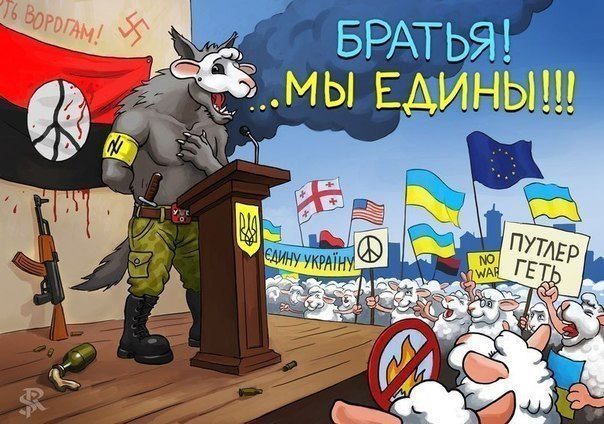 ТЬ ВОРОГАМ!
БРАТЬЯ!
...МЫ ЕДИНЫ!!!
ЄДИНУ УКРАЇНУ
NO
WAR
ПУТЛЕР
ГЕТЬ